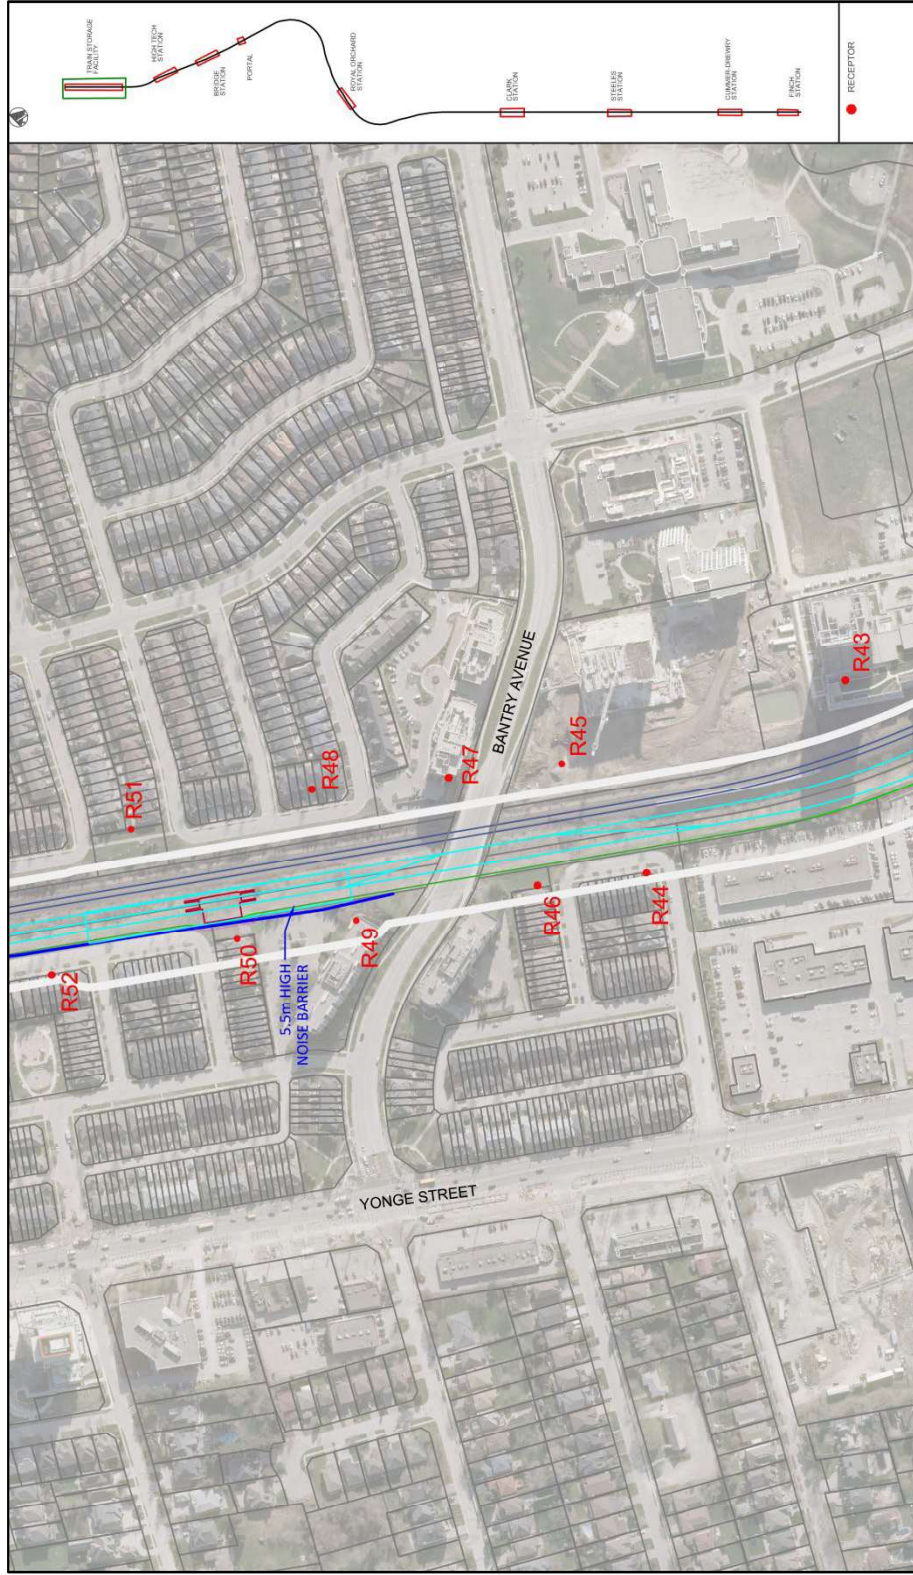 TRAIN STORAGE
FACILITY
HIGH TECH
STATION
BRIDGE
STATION
PORTAL
ROYAL ORCHARD
STATION
CLARK
STATION
STEELES
STATION
CUMMER-DREWRY
STATION
FINCH
STATION
RECEPTOR
R51
R48
R47
BANTRY AVENUE
R45
R43
R52
R50
5.5m HIGH
NOISE BARRIER
R49
R46
R44
YONGE STREET